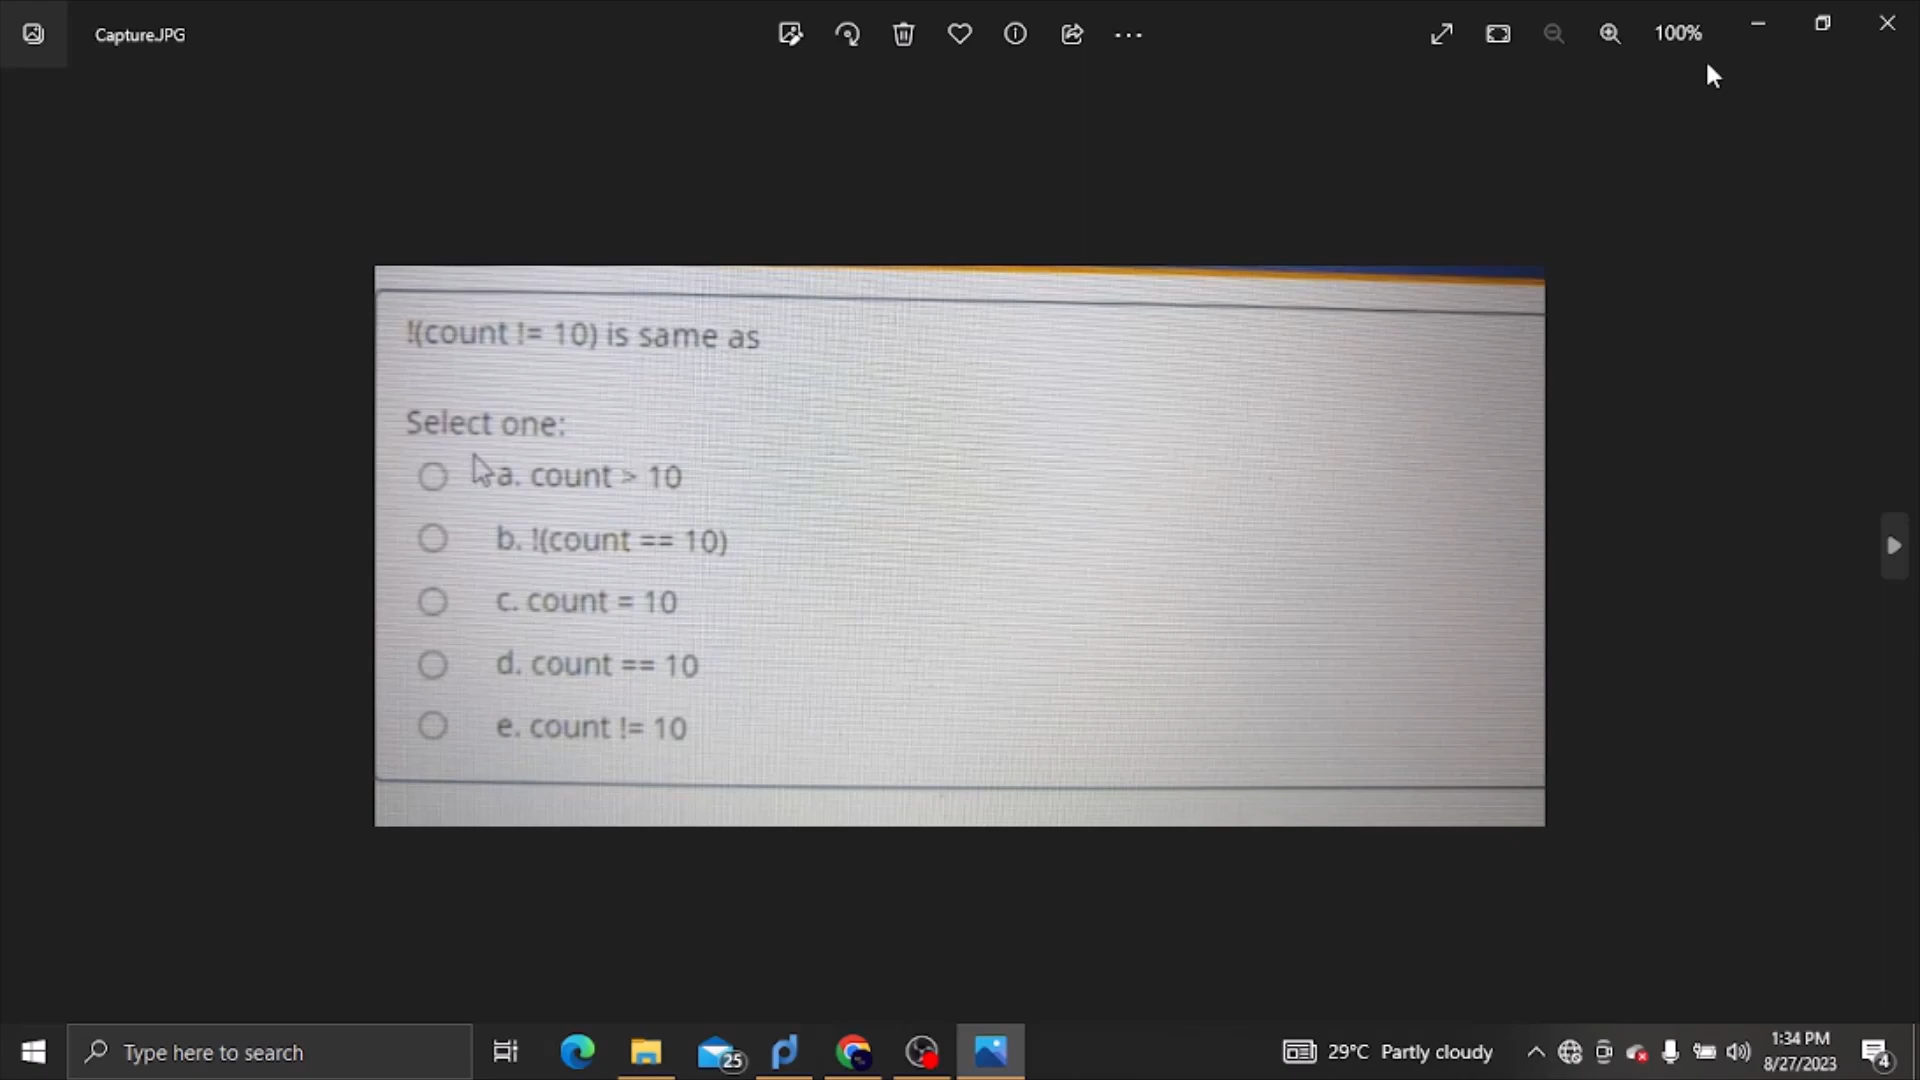 Capture.JPG
100%
!(count != 10) is same as
Select one:
a. count > 10
b. !(count == 10)
c. count = 10
d. count == 10
e. count != 10
Type here to search
25
29°C Partly cloudy
1:34 PM
8/27/2023
4